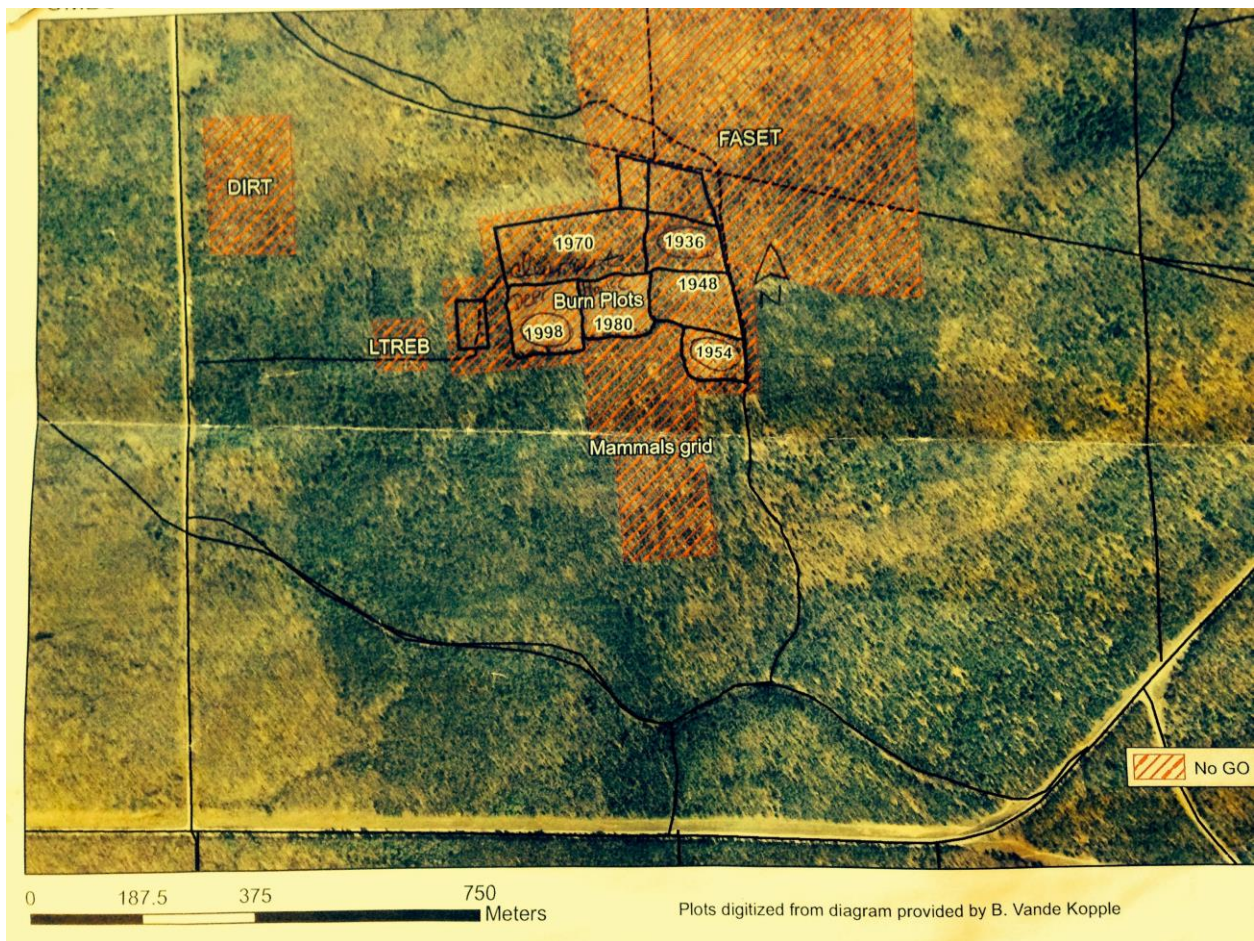 FASET
DIRT
1970
1936
1948
Burn Plots
1998
1980
LTREB
1954
N
Mammals grid
No GO
0 187.5 375 750
Meters
Plots digitized from diagram provided by B. Vande Kopple